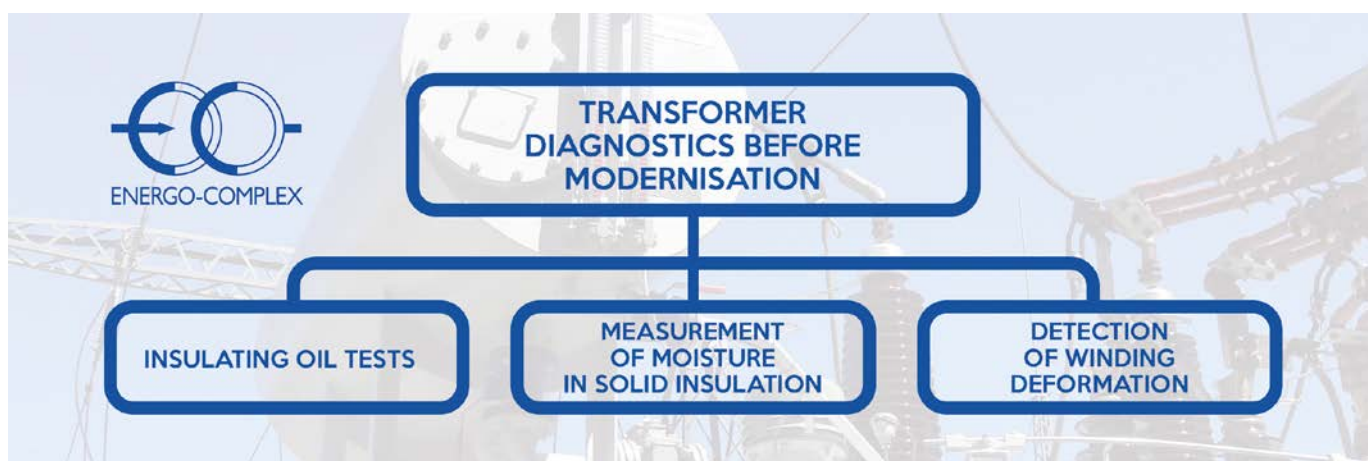 ENERGO-COMPLEX
TRANSFORMER
DIAGNOSTICS BEFORE
MODERNISATION
INSULATING OIL TESTS
MEASUREMENT
OF MOISTURE
IN SOLID INSULATION
DETECTION
OF WINDING
DEFORMATION